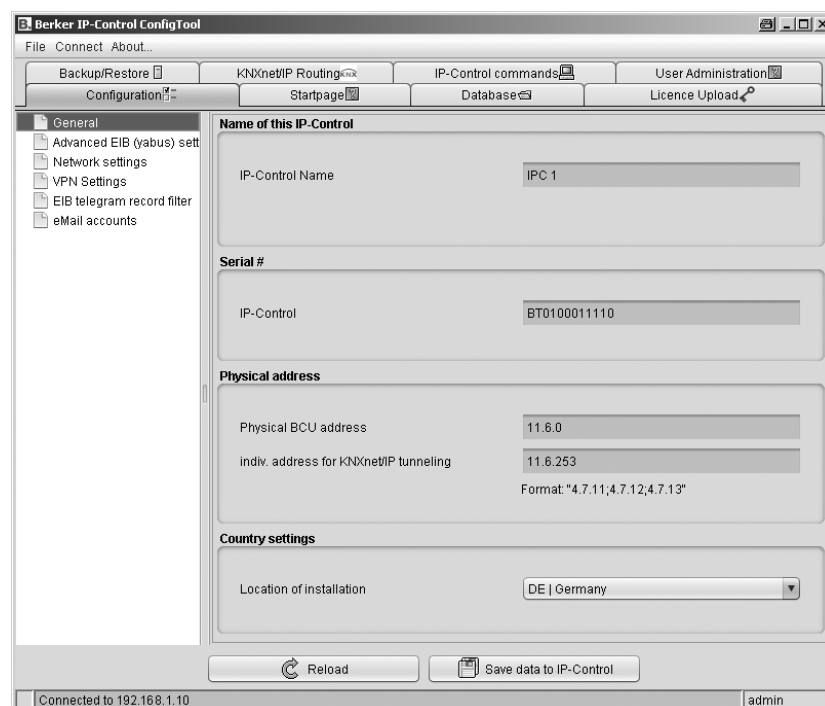 B. Berker IP-Control ConfigTool
File Connect About...
Backup/Restore KNXnet/IP Routing KNX IP-Control commands User Administration
Configuration Startpage Database Licence Upload
General
Advanced EIB (yabus) sett
Network settings
VPN Settings
EIB telegram record filter
eMail accounts
Name of this IP-Control
IP-Control Name IPC 1
Serial #
IP-Control BT0100011110
Physical address
Physical BCU address 11.6.0
indiv. address for KNXnet/IP tunneling 11.6.253
Format: "4.7.11;4.7.12;4.7.13"
Country settings
Location of installation DE | Germany
Reload Save data to IP-Control
Connected to 192.168.1.10 admin